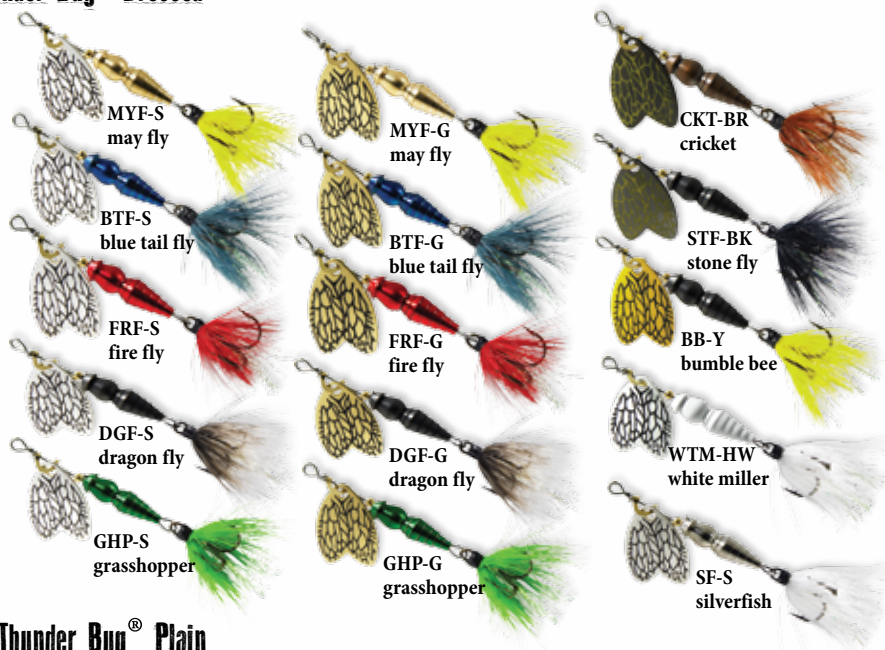 MYF-S
may fly
BTF-S
blue tail fly
FRF-S
fire fly
DGF-S
dragon fly
GHP-S
grasshopper
MYF-G
may fly
BTF-G
blue tail fly
FRF-G
fire fly
DGF-G
dragon fly
GHP-G
grasshopper
CKT-BR
cricket
STF-BK
stone fly
BB-Y
bumble bee
WTM-HW
white miller
SF-S
silverfish
Thunder Bug® Plain